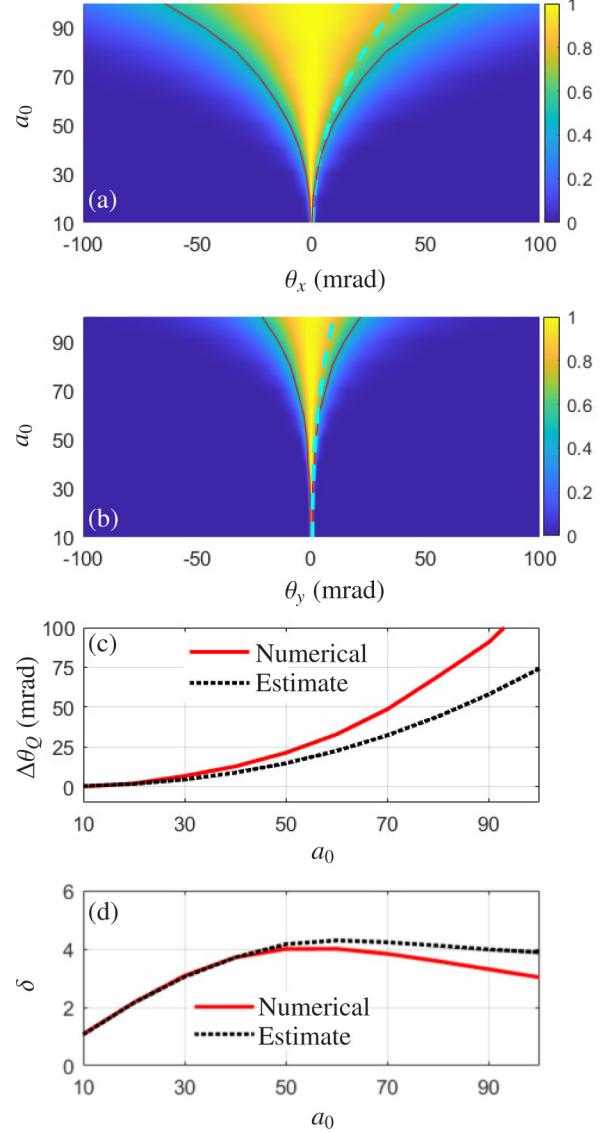 1
90
0.8
70
0.6
a₀
50
0.4
30
0.2
(a)
10
0
-100 -50 0 50 100
θₓ (mrad)
1
90
0.8
70
0.6
a₀
50
0.4
30
0.2
(b)
10
0
-100 -50 0 50 100
θᵧ (mrad)
100
(c)
Numerical
75
Estimate
Δθ_Q (mrad)
50
25
0
10 30 50 70 90
a₀
6
(d)
4
δ
2
Numerical
Estimate
0
10 30 50 70 90
a₀